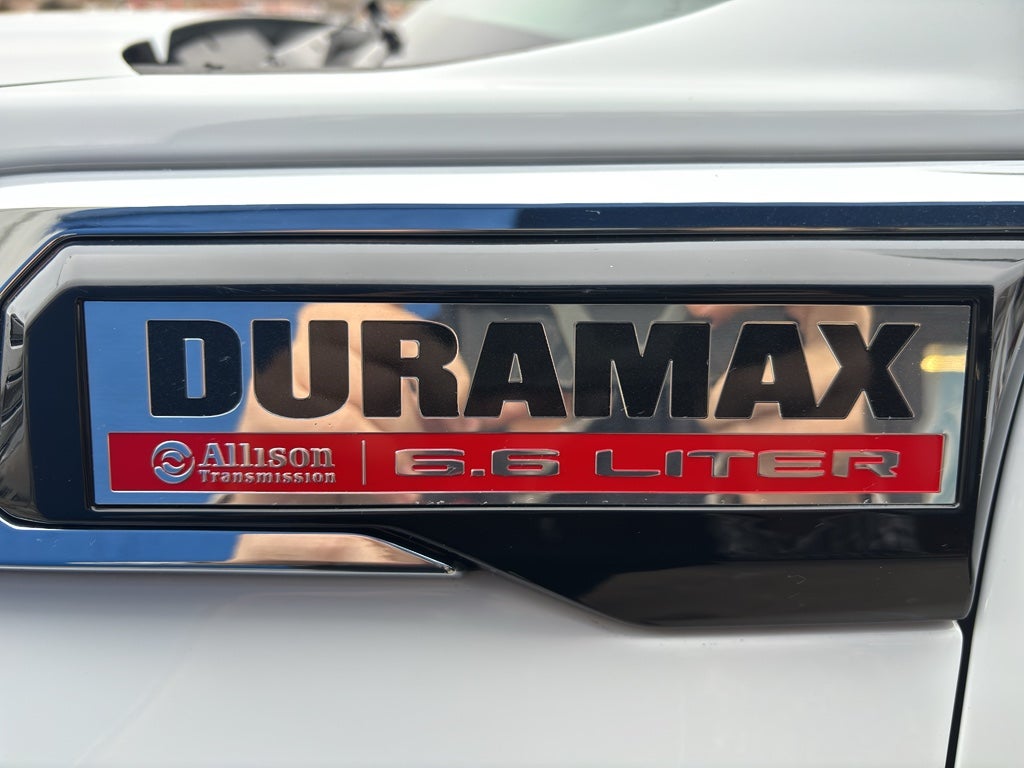 DURAMAX
Allison
Transmission
6.6 LITER